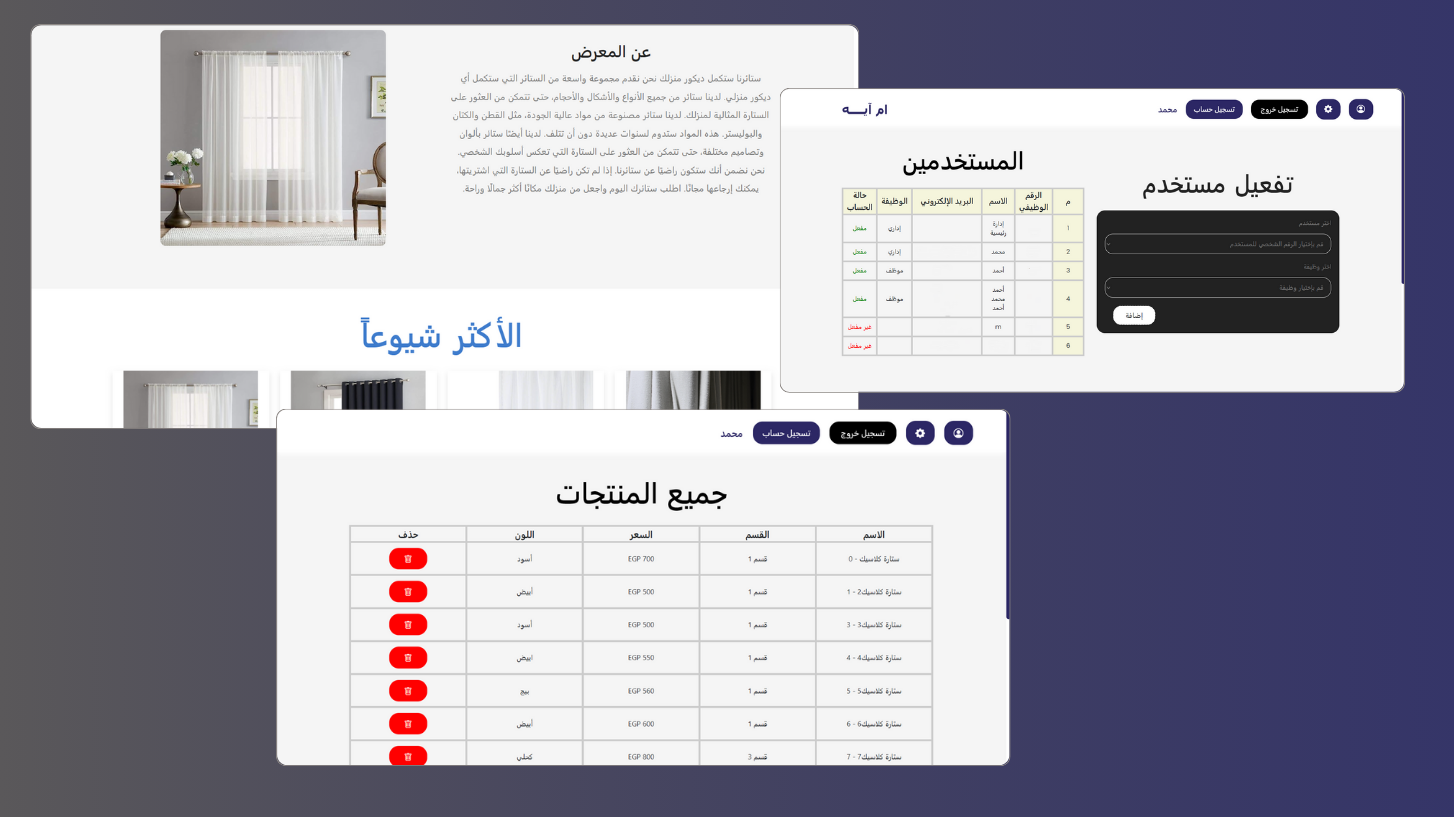 عن المعرض
ستائرنا ستكمل ديكور منزلك نحن نقدم مجموعة واسعة من الستائر التي ستكمل أي
ديكور منزلي. لدينا ستائر من جميع الأنواع والأشكال والأحجام، حتى تتمكن من العثور على
الستارة المثالية لمنزلك. لدينا ستائر مصنوعة من مواد عالية الجودة، مثل القطن والكتان
والبوليستر. هذه المواد ستدوم لسنوات عديدة دون أن تتلف. لدينا أيضًا ستائر بألوان
وتصاميم مختلفة، حتى تتمكن من العثور على الستارة التي تعكس أسلوبك الشخصي.
نحن نضمن أنك ستكون راضيًا عن ستائرنا. إذا لم تكن راضيًا عن الستارة التي اشتريتها،
يمكنك إرجاعها مجانًا. اطلب ستائرك اليوم واجعل من منزلك مكانًا أكثر جمالًا وراحة.
الأكثر شيوعاً
تسجيل خروج تسجيل حساب محمد ام آيــه
تفعيل مستخدم
اختر مستخدم
قم بإختيار الرقم الشخصي للمستخدم
اختر وظيفة
قم بإختيار وظيفة
إضافة
المستخدمين
م الرقم الوظيفي الاسم البريد الإلكتروني الوظيفة حالة الحساب
1 إدارة رئيسية إداري مفعل
2 محمد إداري مفعل
3 أحمد موظف مفعل
4 أحمد محمد أحمد موظف مفعل
5 m غير مفعل
6 غير مفعل
تسجيل خروج تسجيل حساب محمد
جميع المنتجات
الاسم القسم السعر اللون حذف
ستارة كلاسيك - 0 قسم 1 EGP 700 أسود
ستارة كلاسيك2 - 1 قسم 1 EGP 500 أبيض
ستارة كلاسيك3 - 3 قسم 1 EGP 500 أسود
ستارة كلاسيك4 - 4 قسم 1 EGP 550 ابيض
ستارة كلاسيك5 - 5 قسم 1 EGP 560 بيج
ستارة كلاسيك6 - 6 قسم 1 EGP 600 أبيض
ستارة كلاسيك7 - 7 قسم 3 EGP 800 كحلي